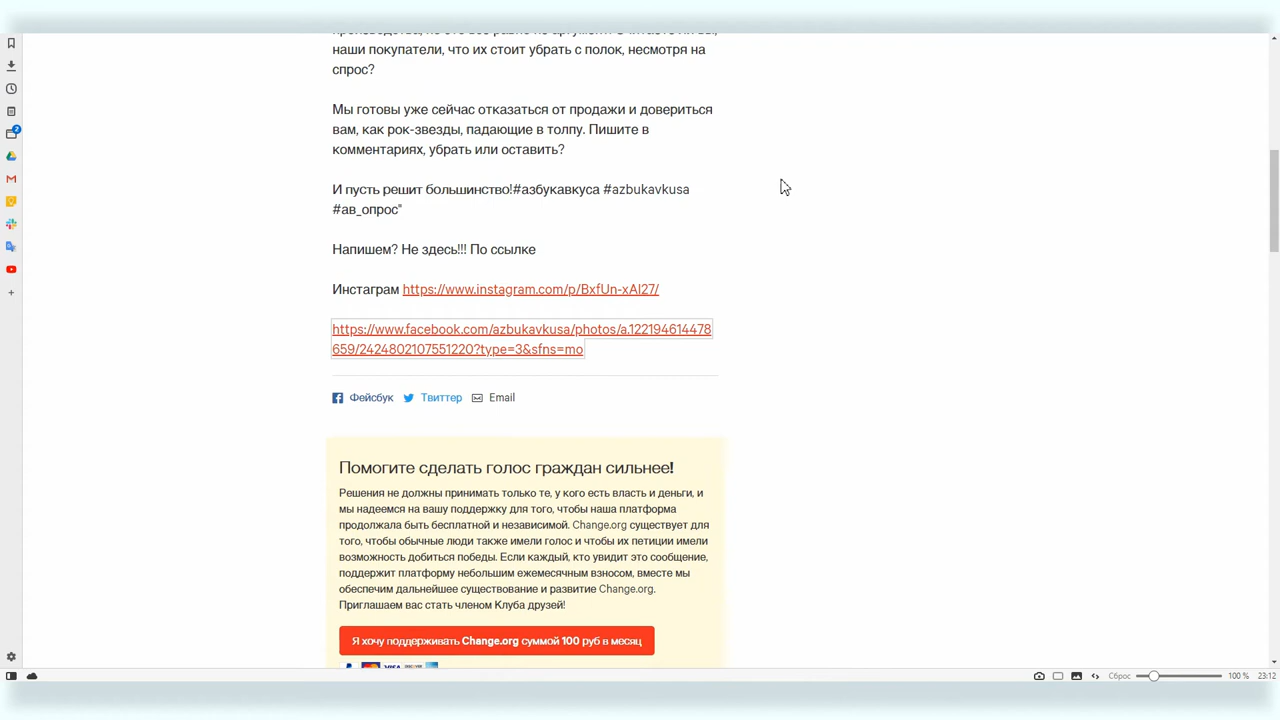 наши покупатели, что их стоит убрать с полок, несмотря на
спрос?
Мы готовы уже сейчас отказаться от продажи и довериться
вам, как рок-звезды, падающие в толпу. Пишите в
комментариях, убрать или оставить?
И пусть решит большинство!#азбукавкуса #azbukavkusa
#ав_опрос"
Напишем? Не здесь!!! По ссылке
Инстаграм https://www.instagram.com/p/BxfUn-xAI27/
https://www.facebook.com/azbukavkusa/photos/a.122194614478
659/2424802107551220?type=3&sfns=mo
Фейсбук Твиттер Email
Помогите сделать голос граждан сильнее!
Решения не должны принимать только те, у кого есть власть и деньги, и
мы надеемся на вашу поддержку для того, чтобы наша платформа
продолжала быть бесплатной и независимой. Change.org существует для
того, чтобы обычные люди также имели голос и чтобы их петиции имели
возможность добиться победы. Если каждый, кто увидит это сообщение,
поддержит платформу небольшим ежемесячным взносом, вместе мы
обеспечим дальнейшее существование и развитие Change.org.
Приглашаем вас стать членом Клуба друзей!
Я хочу поддерживать Change.org суммой 100 руб в месяц
Сброс 100 % 23:12